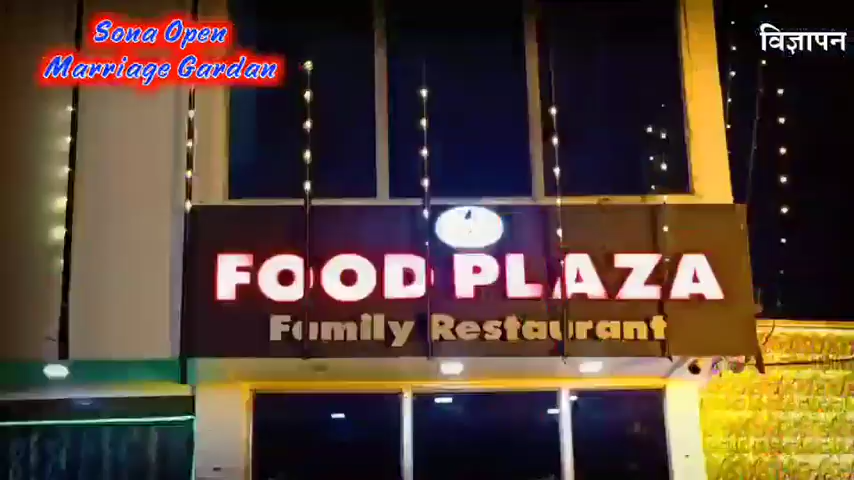 Sona Open
Marriage Gardan
विज्ञापन
FOOD PLAZA
Family Restaurant